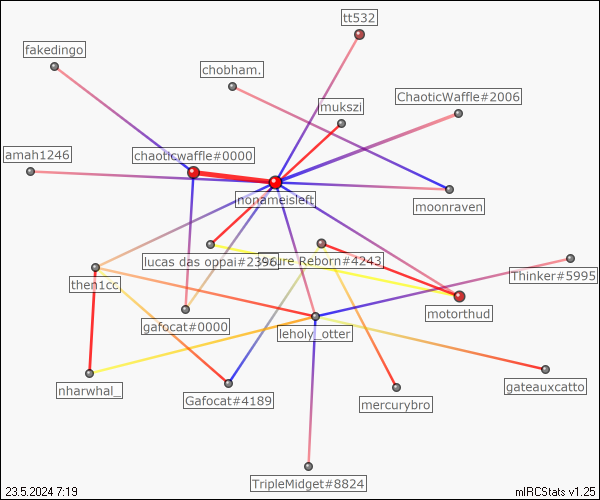 tt532
fakedingo
chobham.
ChaoticWaffle#2006
mukszi
amah1246
chaoticwaffle#0000
nonameisleft
moonraven
lucas das oppai#2396
ure Reborn#4243
Thinker#5995
then1cc
motorthud
gafocat#0000
leholy_otter
nharwhal_
Gafocat#4189
gateauxcatto
mercurybro
TripleMidget#8824
23.5.2024 7:19
mIRCStats v1.25